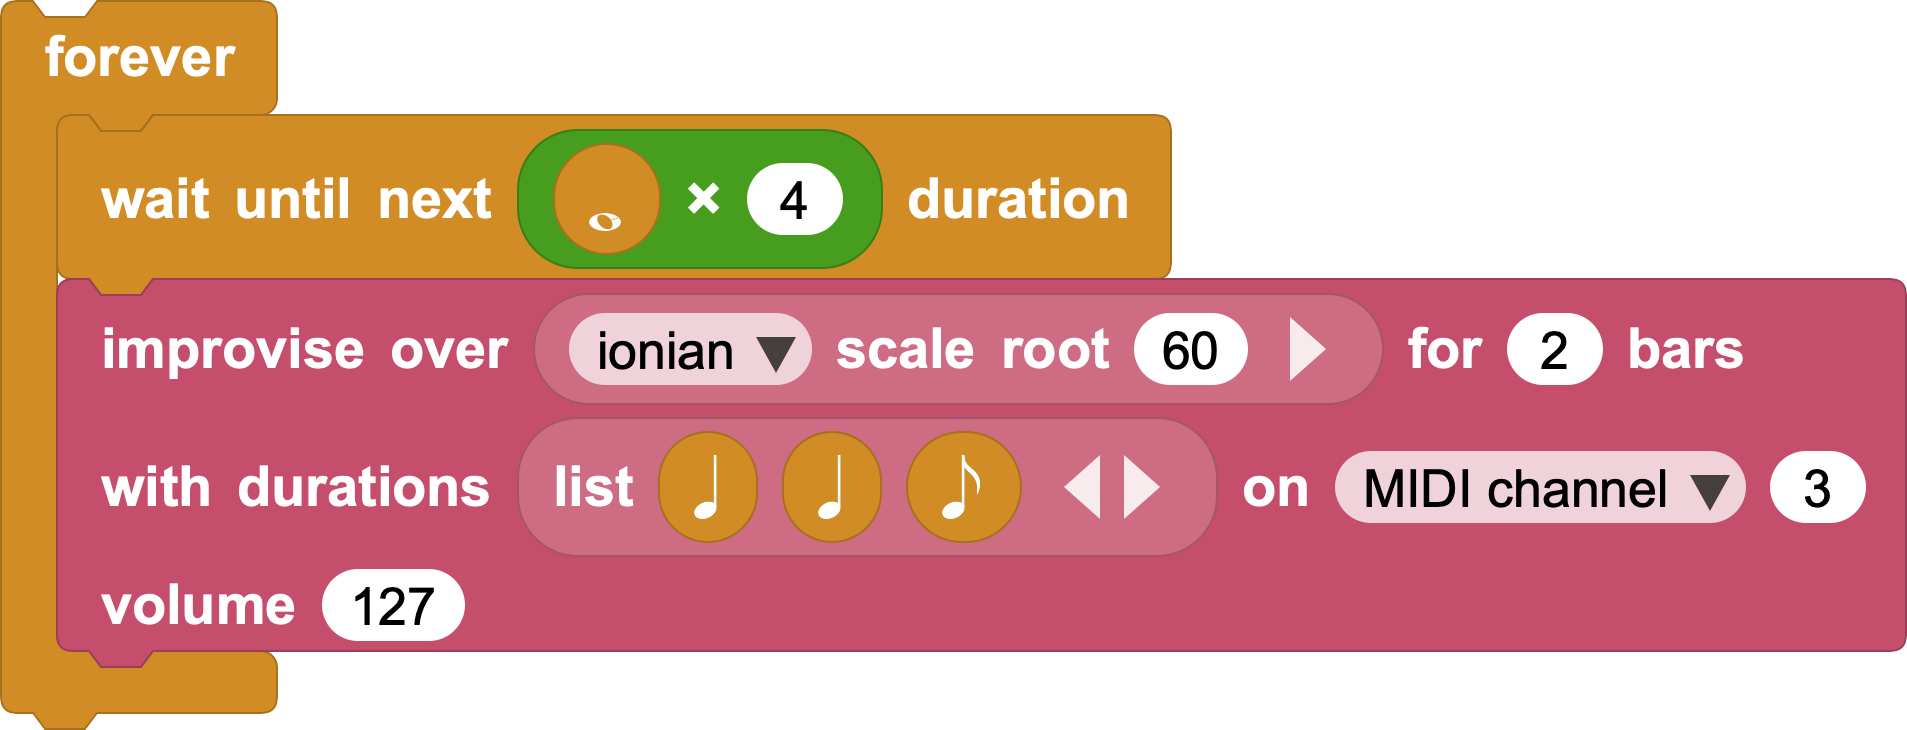 forever
wait until next × 4 duration
improvise over ionian ▼ scale root 60 for 2 bars
with durations list on MIDI channel ▼ 3
volume 127